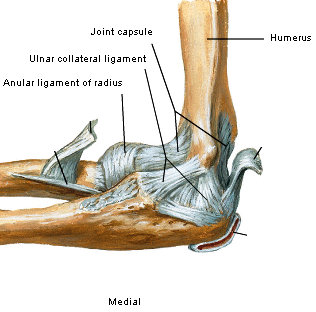 Joint capsule
Humerus
Ulnar collateral ligament
Anular ligament of radius
Medial